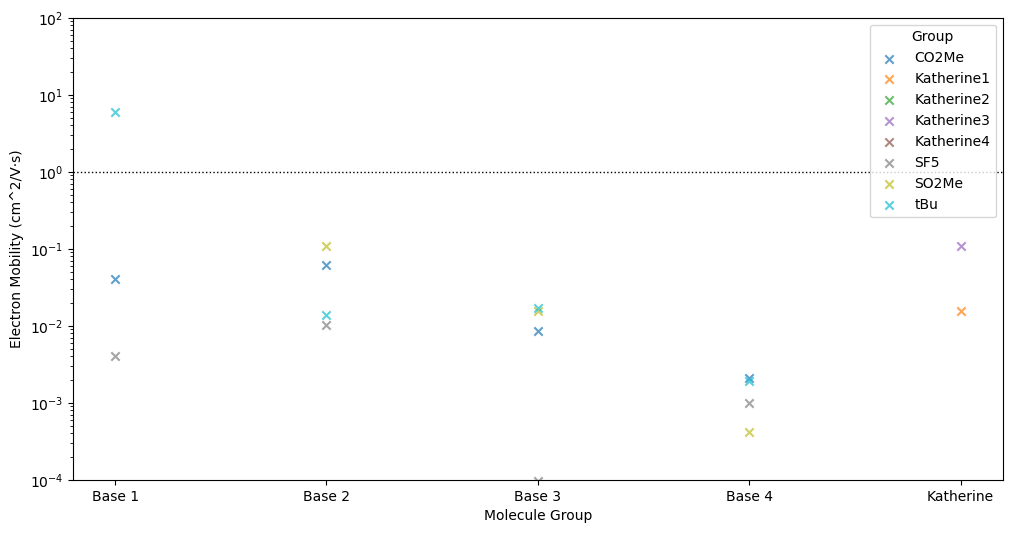 10²
10¹
10⁰
10⁻¹
10⁻²
10⁻³
10⁻⁴
Electron Mobility (cm^2/V·s)
Base 1
Base 2
Base 3
Base 4
Katherine
Molecule Group
Group
CO2Me
Katherine1
Katherine2
Katherine3
Katherine4
SF5
SO2Me
tBu